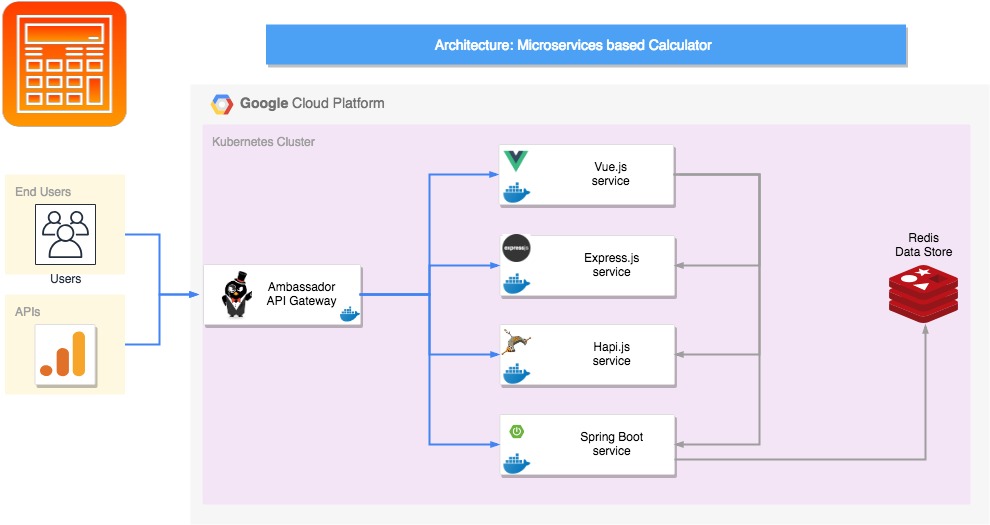 Architecture: Microservices based Calculator
Google Cloud Platform
Kubernetes Cluster
End Users
Users
APIs
Ambassador
API Gateway
Vue.js
service
express
Express.js
service
Hapi.js
service
Spring Boot
service
Redis
Data Store